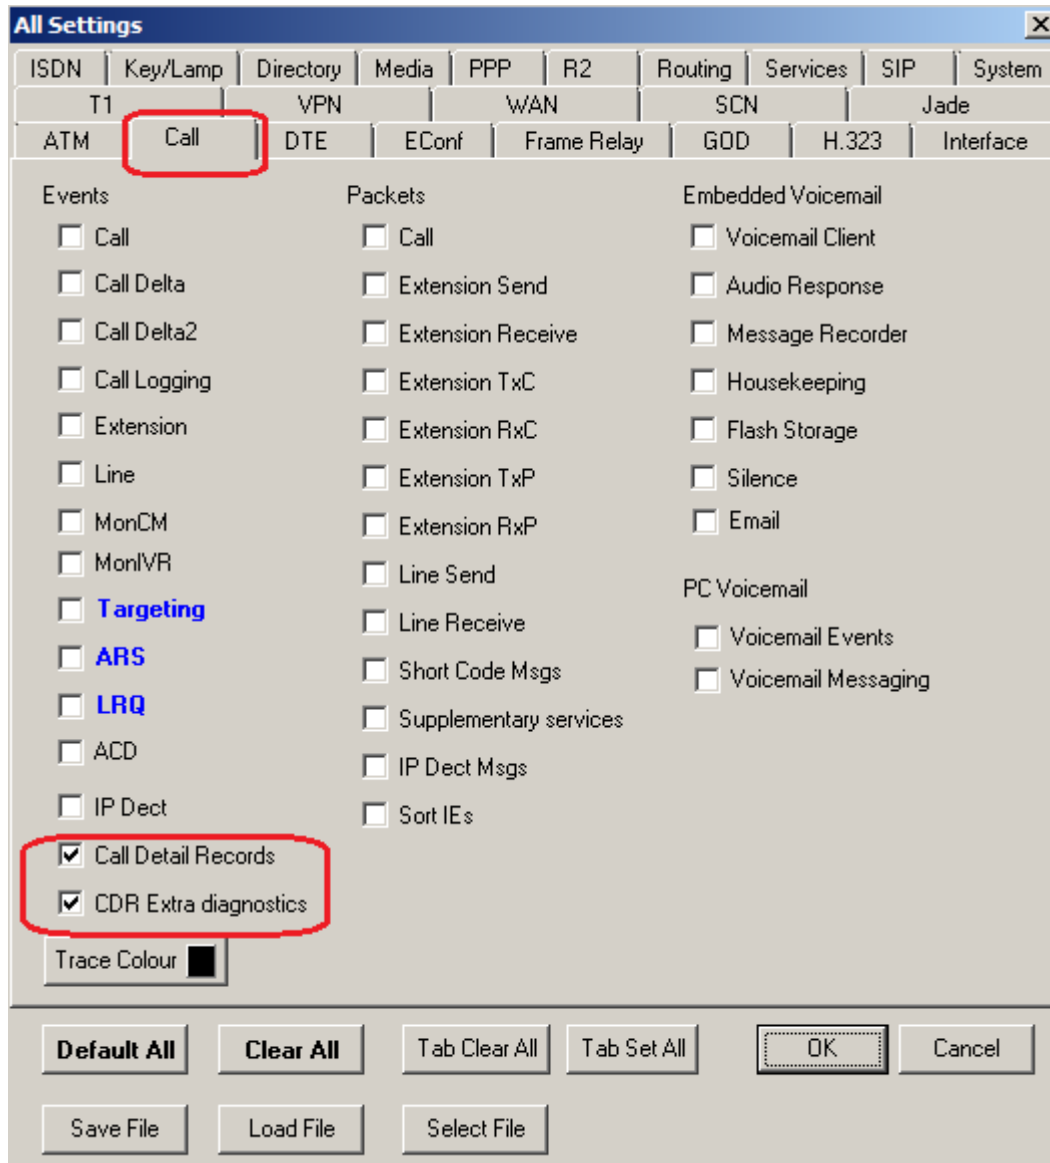 All Settings
ISDN Key/Lamp Directory Media PPP R2 Routing Services SIP System
T1 VPN WAN SCN Jade
ATM Call DTE EConf Frame Relay GOD H.323 Interface
Events
Call
Call Delta
Call Delta2
Call Logging
Extension
Line
MonCM
MonIVR
Targeting
ARS
LRQ
ACD
IP Dect
Call Detail Records
CDR Extra diagnostics
Trace Colour
Packets
Call
Extension Send
Extension Receive
Extension TxC
Extension RxC
Extension TxP
Extension RxP
Line Send
Line Receive
Short Code Msgs
Supplementary services
IP Dect Msgs
Sort IEs
Embedded Voicemail
Voicemail Client
Audio Response
Message Recorder
Housekeeping
Flash Storage
Silence
Email
PC Voicemail
Voicemail Events
Voicemail Messaging
Default All Clear All Tab Clear All Tab Set All OK Cancel
Save File Load File Select File